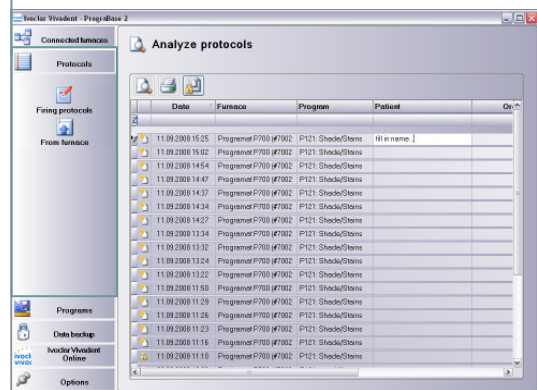 Ivoclar Vivadent - PrograBase 2
Connected furnaces
Analyze protocols
Protocols
Firing protocols
From furnace
Date Furnace Program Patient Or
11.09.2008 15:25 Programat P700 (#7002 P121: Shade/Stains fill in name...
11.09.2008 15:02 Programat P700 (#7002 P121: Shade/Stains
11.09.2008 14:54 Programat P700 (#7002 P121: Shade/Stains
11.09.2008 14:47 Programat P700 (#7002 P121: Shade/Stains
11.09.2008 14:37 Programat P700 (#7002 P121: Shade/Stains
11.09.2008 14:34 Programat P700 (#7002 P121: Shade/Stains
11.09.2008 14:27 Programat P700 (#7002 P121: Shade/Stains
11.09.2008 13:34 Programat P700 (#7002 P121: Shade/Stains
11.09.2008 13:32 Programat P700 (#7002 P121: Shade/Stains
11.09.2008 13:24 Programat P700 (#7002 P121: Shade/Stains
11.09.2008 13:22 Programat P700 (#7002 P121: Shade/Stains
11.09.2008 11:50 Programat P700 (#7002 P121: Shade/Stains
11.09.2008 11:29 Programat P700 (#7002 P121: Shade/Stains
11.09.2008 11:26 Programat P700 (#7002 P121: Shade/Stains
11.09.2008 11:23 Programat P700 (#7002 P121: Shade/Stains
11.09.2008 11:16 Programat P700 (#7002 P121: Shade/Stains
11.09.2008 11:10 Programat P700 (#7002 P121: Shade/Stains
Programs
Data backup
ivocl
vivad
Ivoclar Vivadent
Online
Options